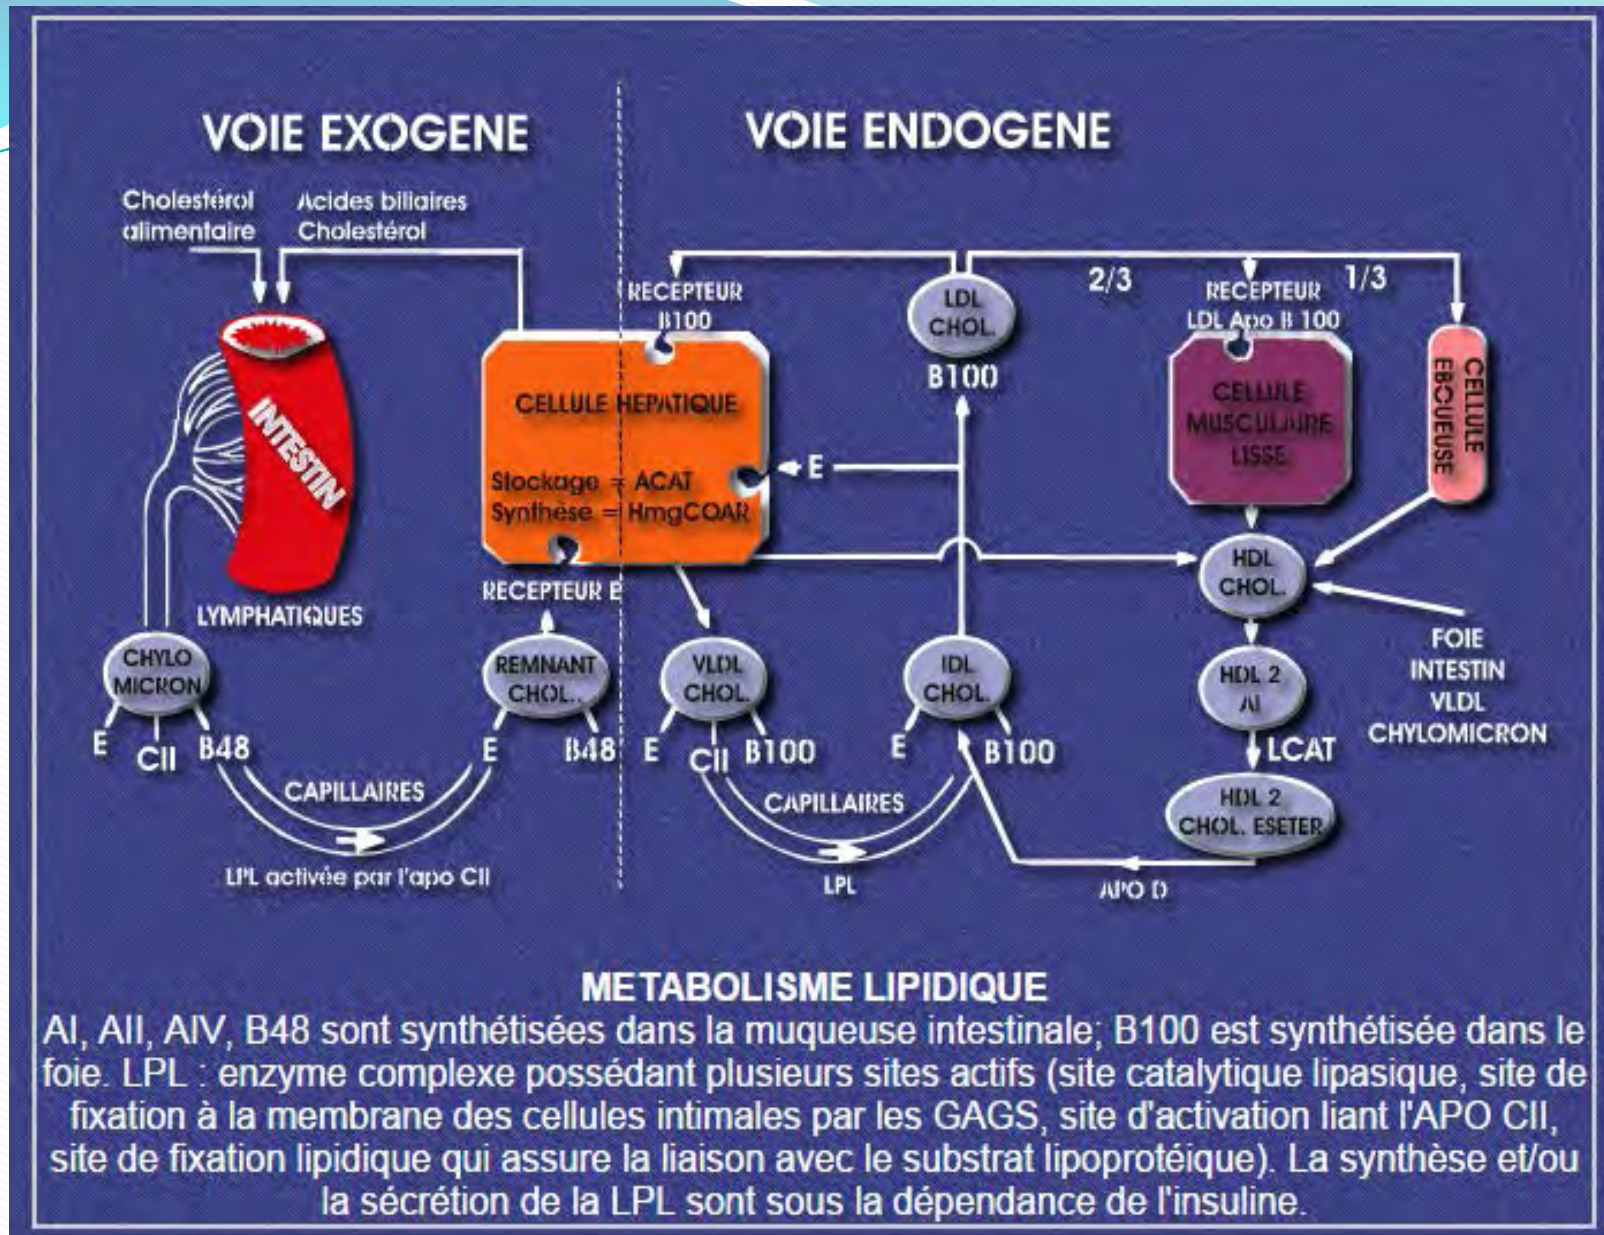 VOIE EXOGENE
VOIE ENDOGENE
Cholestérol
alimentaire
Acides biliaires
Cholestérol
RECEPTEUR
B100
LDL
CHOL.
B100
2/3
RECEPTEUR
LDL Apo B 100
1/3
INTESTIN
CELLULE HEPATIQUE
Stockage = ACAT
Synthèse = HmgCOAR
E
CELLULE
MUSCULAIRE
LISSE
CELLULE
EBOUEUSE
LYMPHATIQUES
RECEPTEUR E
HDL
CHOL.
FOIE
INTESTIN
VLDL
CHYLOMICRON
CHYLO
MICRON
E
CII
B48
REMNANT
CHOL..
E
B48
VLDL
CHOL.
E
CII
B100
IDL
CHOL.
E
B100
HDL 2
AI
LCAT
HDL 2
CHOL. ESETER
CAPILLAIRES
LPL activée par l'apo CII
CAPILLAIRES
LPL
APO D
METABOLISME LIPIDIQUE
AI, AII, AIV, B48 sont synthétisées dans la muqueuse intestinale; B100 est synthétisée dans le
foie. LPL : enzyme complexe possédant plusieurs sites actifs (site catalytique lipasique, site de
fixation à la membrane des cellules intimales par les GAGS, site d'activation liant l'APO CII,
site de fixation lipidique qui assure la liaison avec le substrat lipoprotéique). La synthèse et/ou
la sécrétion de la LPL sont sous la dépendance de l'insuline.